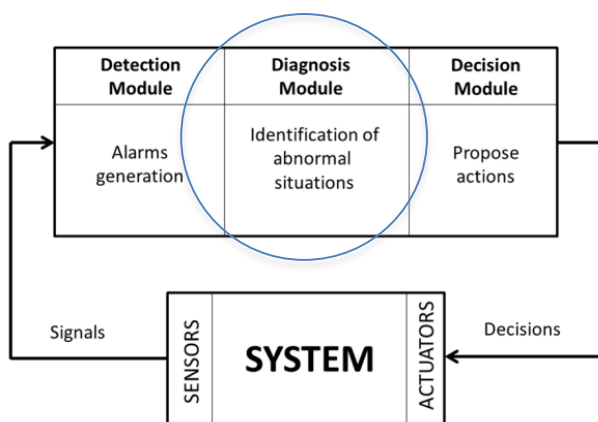 Detection
Module
Diagnosis
Module
Decision
Module
Alarms
generation
Identification of
abnormal
situations
Propose
actions
Signals
SENSORS
SYSTEM
ACTUATORS
Decisions